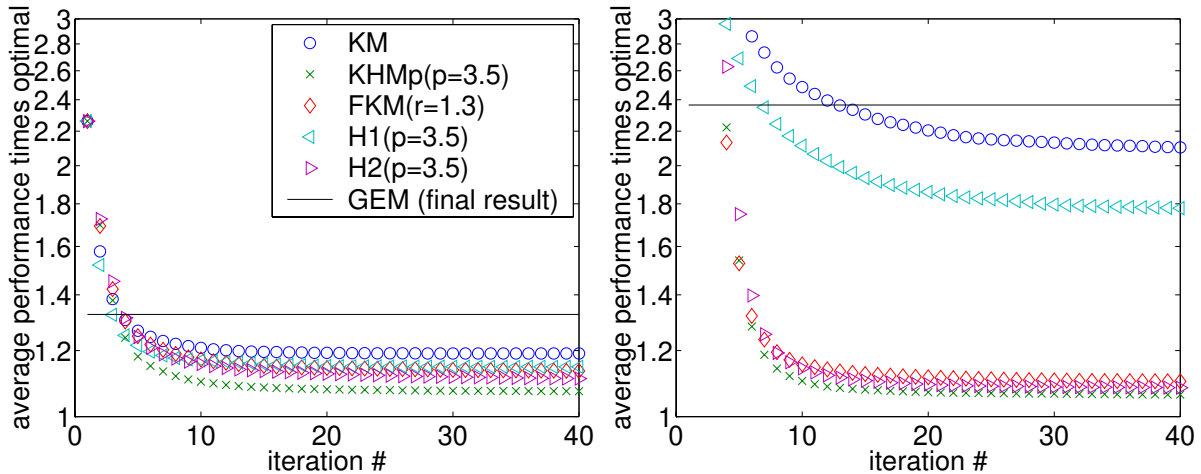 average performance times optimal
3
2.8
2.6
2.4
2.2
2
1.8
1.6
1.4
1.2
1
KM
KHMp(p=3.5)
FKM(r=1.3)
H1(p=3.5)
H2(p=3.5)
GEM (final result)
0 10 20 30 40
iteration #
average performance times optimal
3
2.8
2.6
2.4
2.2
2
1.8
1.6
1.4
1.2
1
0 10 20 30 40
iteration #